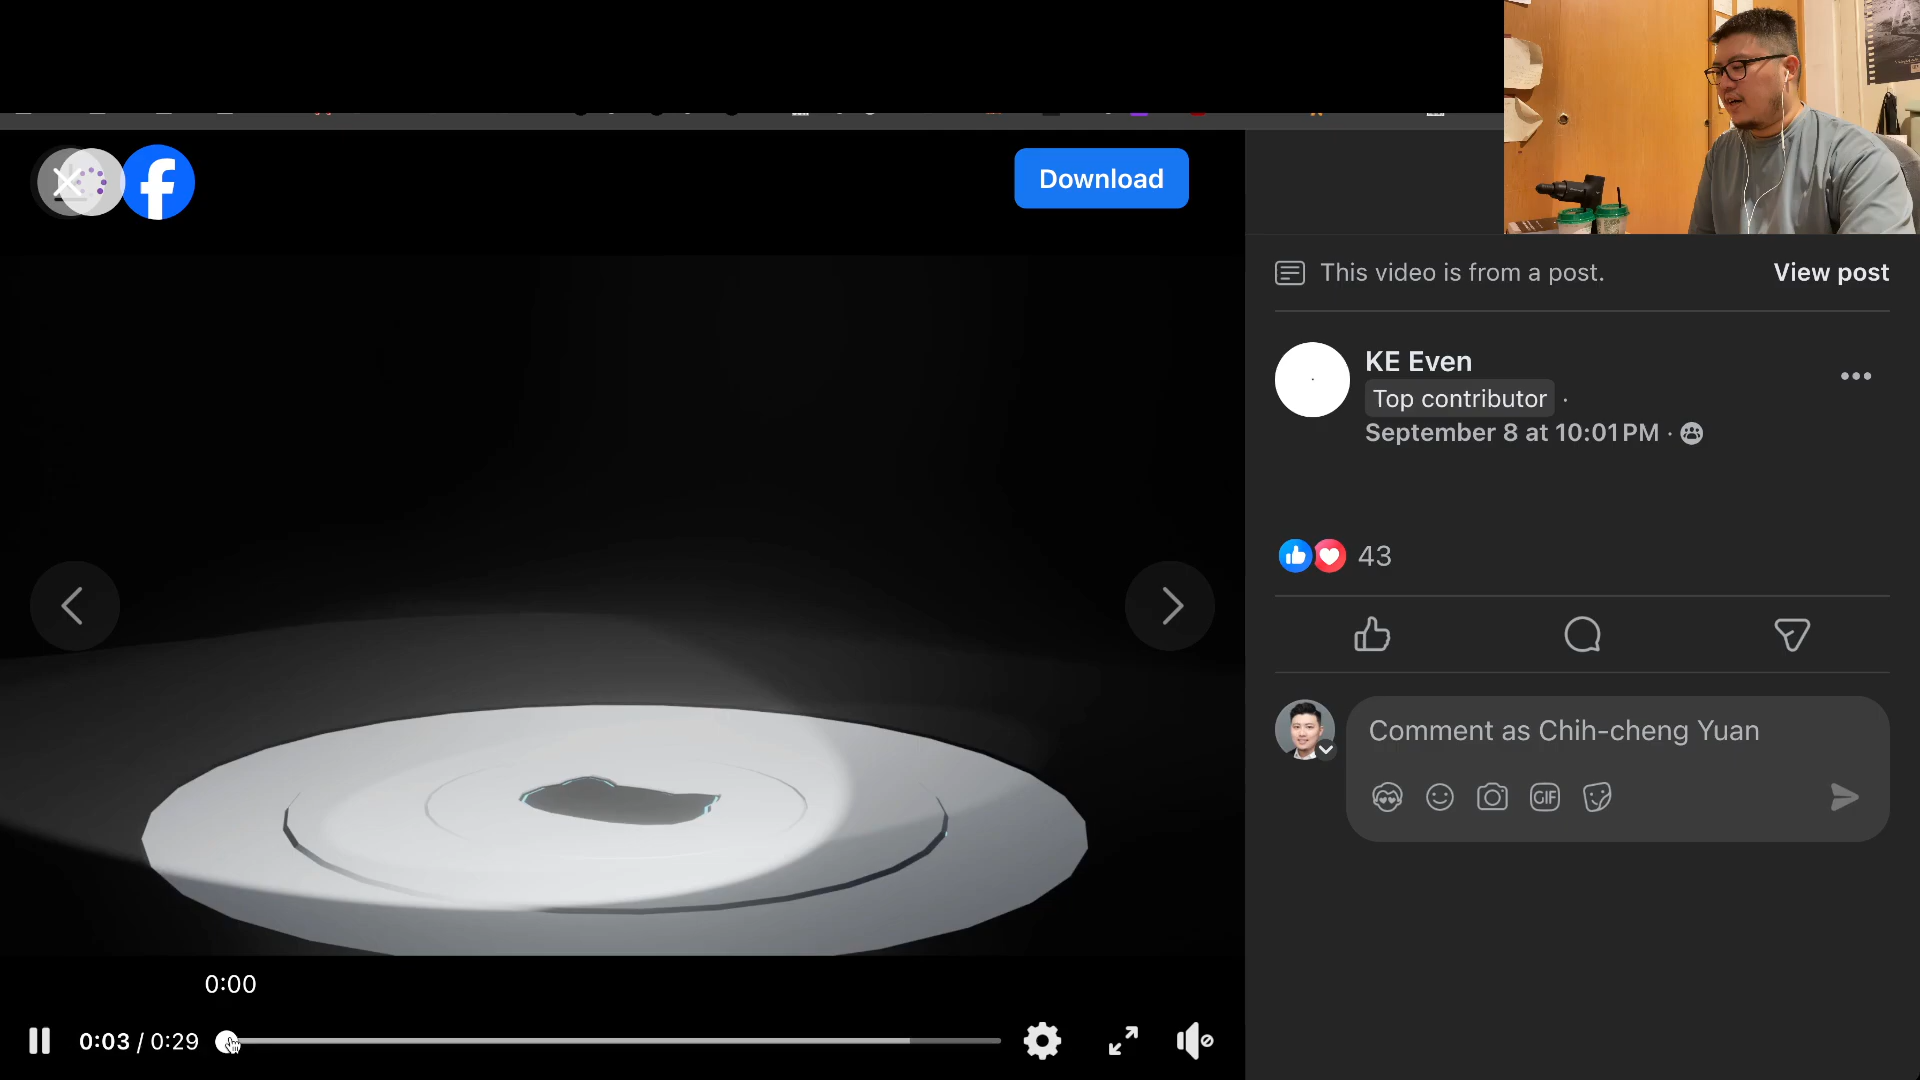 Download
This video is from a post.
View post
KE Even
Top contributor ·
September 8 at 10:01 PM ·
43
Comment as Chih-cheng Yuan
GIF
0:00
0:03 / 0:29